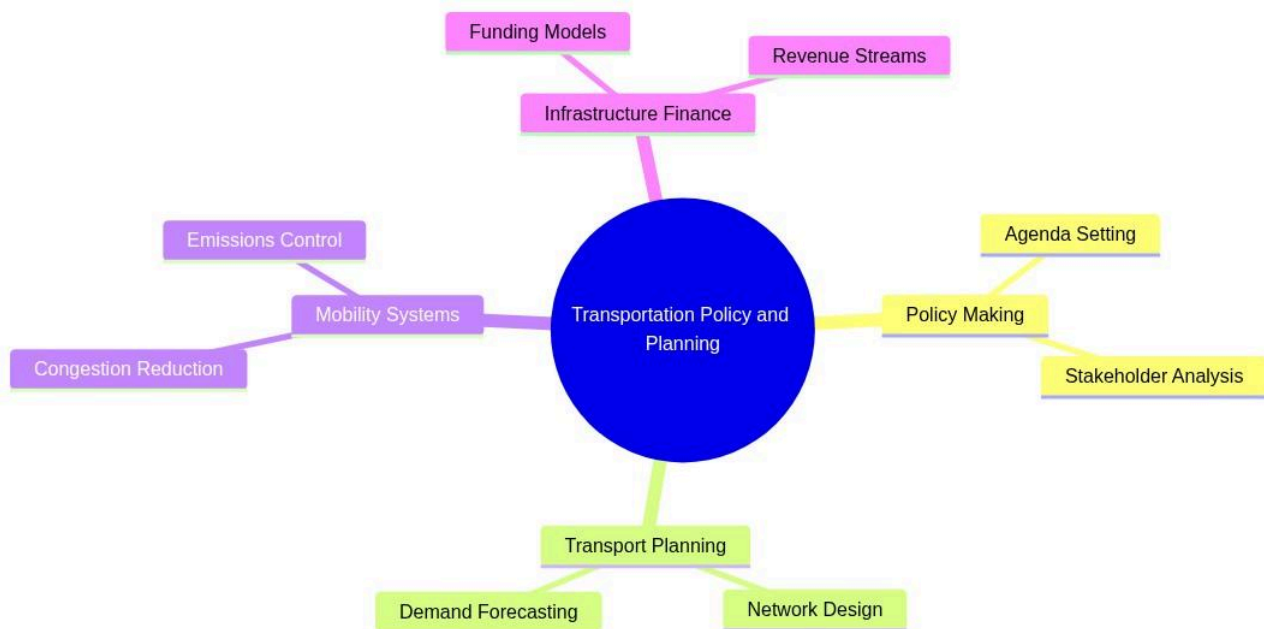 Funding Models
Revenue Streams
Infrastructure Finance
Emissions Control
Agenda Setting
Mobility Systems
Transportation Policy and
Planning
Policy Making
Congestion Reduction
Stakeholder Analysis
Transport Planning
Demand Forecasting
Network Design